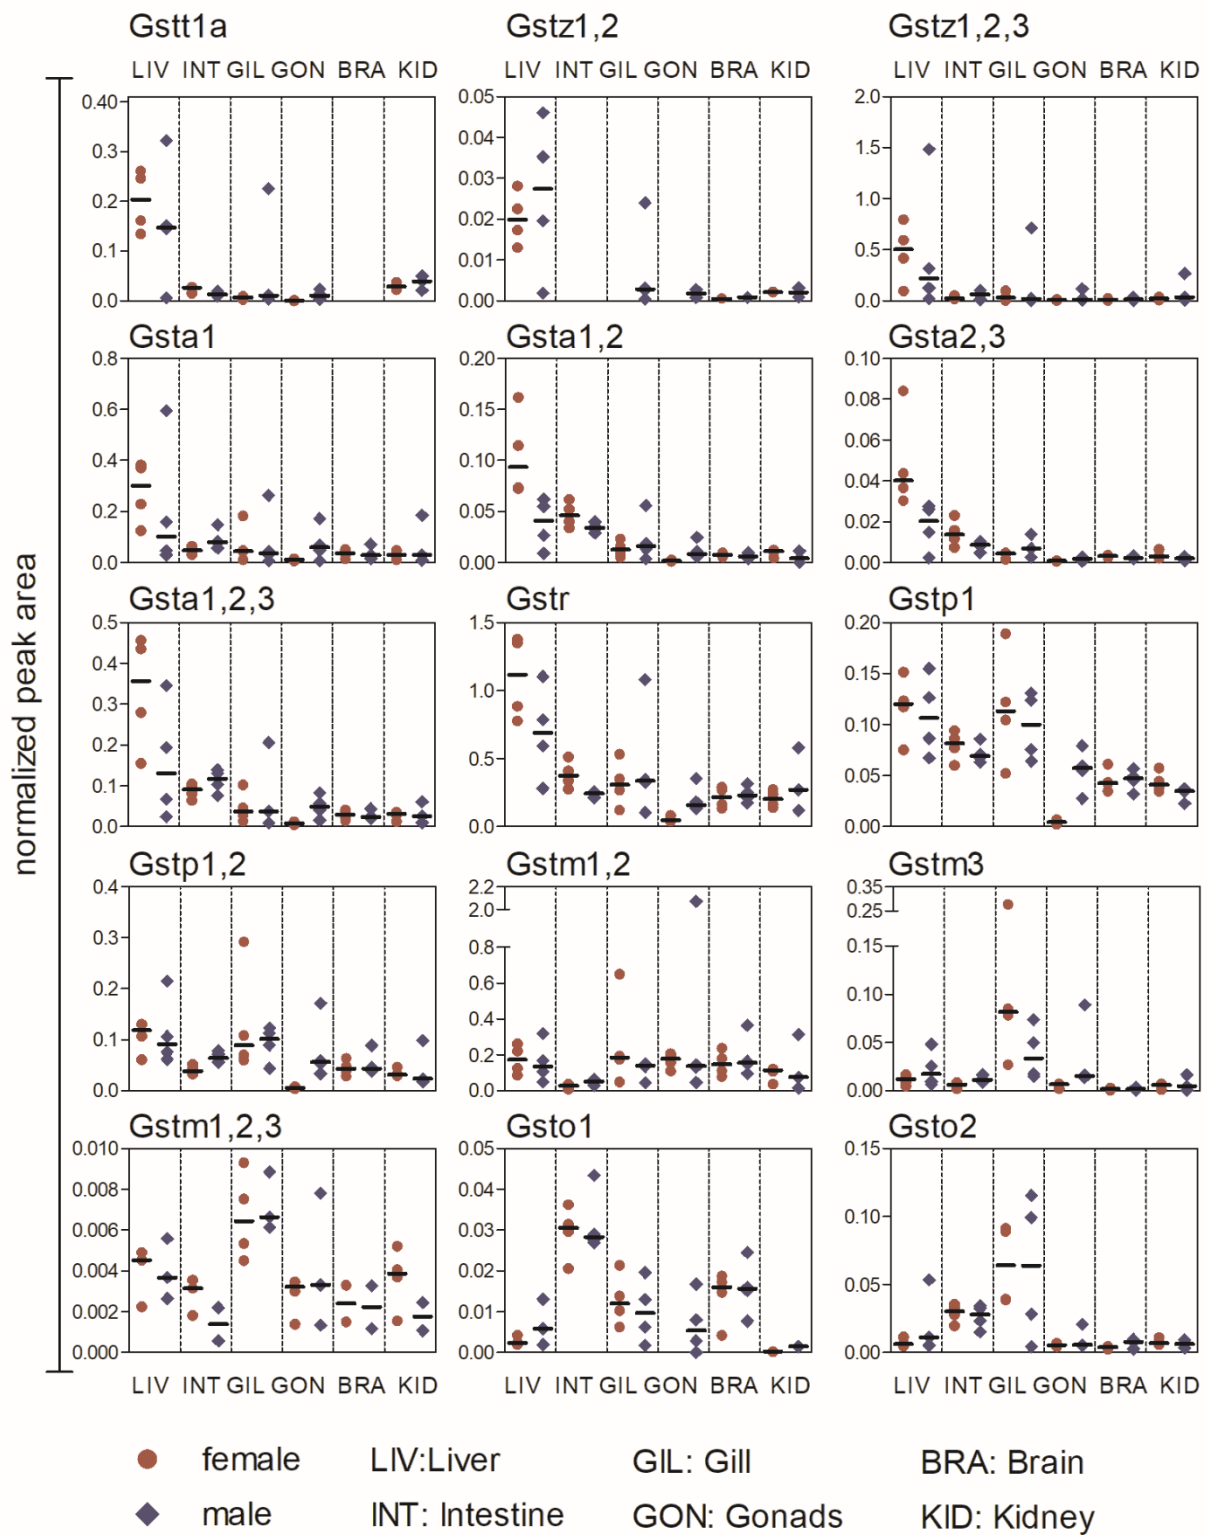 Gstt1a Gstz1,2 Gstz1,2,3
LIV INT GIL GON BRA KID LIV INT GIL GON BRA KID LIV INT GIL GON BRA KID
0.40 0.05 2.0
0.3 0.04 1.5
0.2 0.03 1.0
0.1 0.02 0.5
0.0 0.01 0.0
0.00
Gsta1 Gsta1,2 Gsta2,3
0.8 0.20 0.10
0.6 0.15 0.08
0.4 0.10 0.06
0.2 0.05 0.04
0.0 0.00 0.02
0.00
Gsta1,2,3 Gstr Gstp1
0.5 1.5 0.20
0.4 1.0 0.15
0.3 0.5 0.10
0.2 0.0 0.05
0.1 0.00
0.0
normalized peak area
Gstp1,2 Gstm1,2 Gstm3
0.4 2.2 0.35
0.3 2.0 0.25
0.2 0.8 0.15
0.1 0.6 0.10
0.0 0.4 0.05
0.2 0.00
0.0
Gstm1,2,3 Gsto1 Gsto2
0.010 0.05 0.15
0.008 0.04 0.10
0.006 0.03 0.05
0.004 0.02 0.00
0.002 0.01
0.000 0.00
LIV INT GIL GON BRA KID LIV INT GIL GON BRA KID LIV INT GIL GON BRA KID
female LIV:Liver GIL: Gill BRA: Brain
male INT: Intestine GON: Gonads KID: Kidney